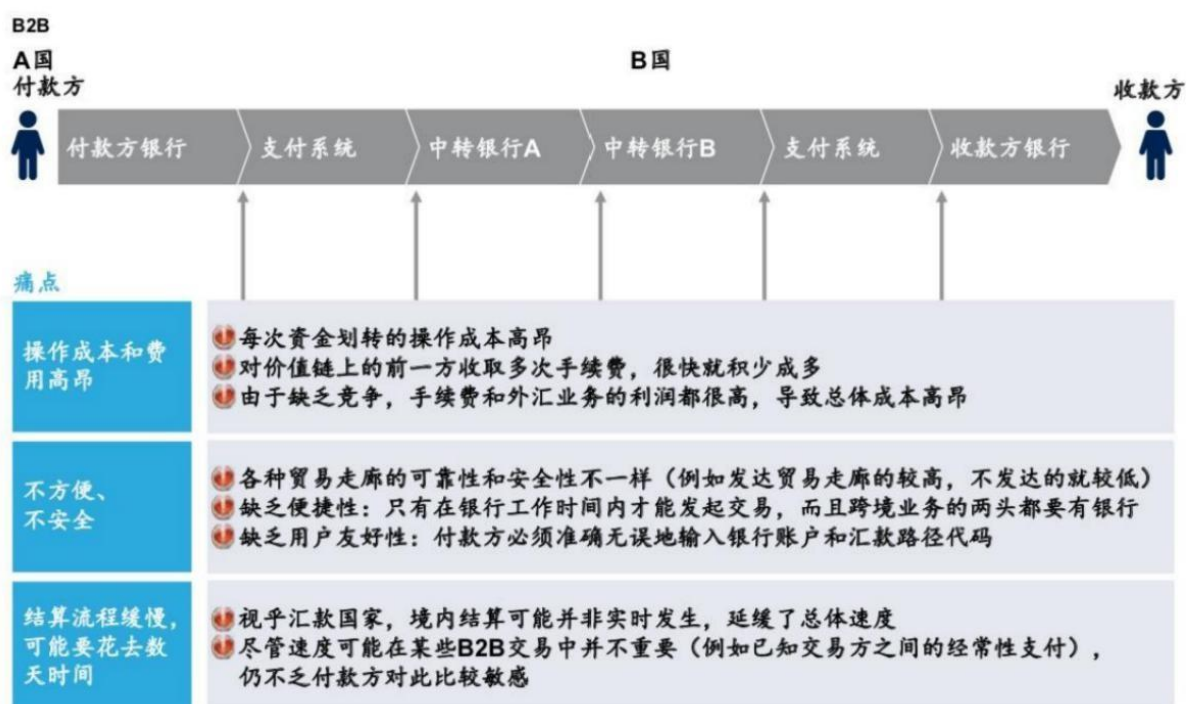 B2B
A国
付款方
B国
收款方
付款方银行
支付系统
中转银行A
中转银行B
支付系统
收款方银行
痛点
操作成本和费
用高昂
每次资金划转的操作成本高昂
对价值链上的前一方收取多次手续费，很快就积少成多
由于缺乏竞争，手续费和外汇业务的利润都很高，导致总体成本高昂
不方便、
不安全
各种贸易走廊的可靠性和安全性不一样（例如发达贸易走廊的较高，不发达的就较低）
缺乏便捷性：只有在银行工作时间内才能发起交易，而且跨境业务的两头都要有银行
缺乏用户友好性：付款方必须准确无误地输入银行账户和汇款路径代码
结算流程缓慢，
可能要花去数
天时间
视乎汇款国家，境内结算可能并非实时发生，延缓了总体速度
尽管速度可能在某些B2B交易中并不重要（例如已知交易方之间的经常性支付），
仍不乏付款方对此比较敏感